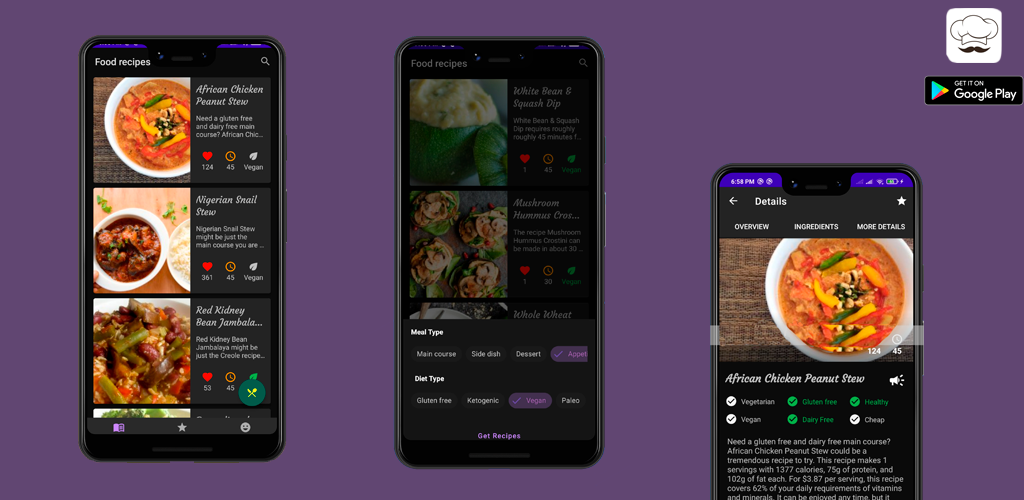 Food recipes
African Chicken
Peanut Stew
Need a gluten free
and dairy free main
course? African Chic...
124 45 Vegan
Nigerian Snail
Stew
Nigerian Snail Stew
might be just the
main course you are ...
361 45 Vegan
Red Kidney
Bean Jambala...
Red Kidney Bean
Jambalaya might be
just the Creole recipe...
53 45
Food recipes
White Bean &
Squash Dip
White Bean & Squash
Dip requires roughly
roughly 45 minutes f...
1 45 Vegan
Mushroom
Hummus Cros...
The recipe Mushroom
Hummus Crostini can
be made in about 30 ...
1 30 Vegan
Whole Wheat
Meal Type
Main course Side dish Dessert Appet
Diet Type
Gluten free Ketogenic Vegan Paleo
Get Recipes
GET IT ON
Google Play
6:58 PM
Details
OVERVIEW INGREDIENTS MORE DETAILS
124 45
African Chicken Peanut Stew
Vegetarian Gluten free Healthy
Vegan Dairy Free Cheap
Need a gluten free and dairy free main course?
African Chicken Peanut Stew could be a
tremendous recipe to try. This recipe makes 1
servings with 1377 calories, 75g of protein, and
102g of fat each. For $3.87 per serving, this recipe
covers 62% of your daily requirements of vitamins
and minerals. It can be enjoyed any time, but it